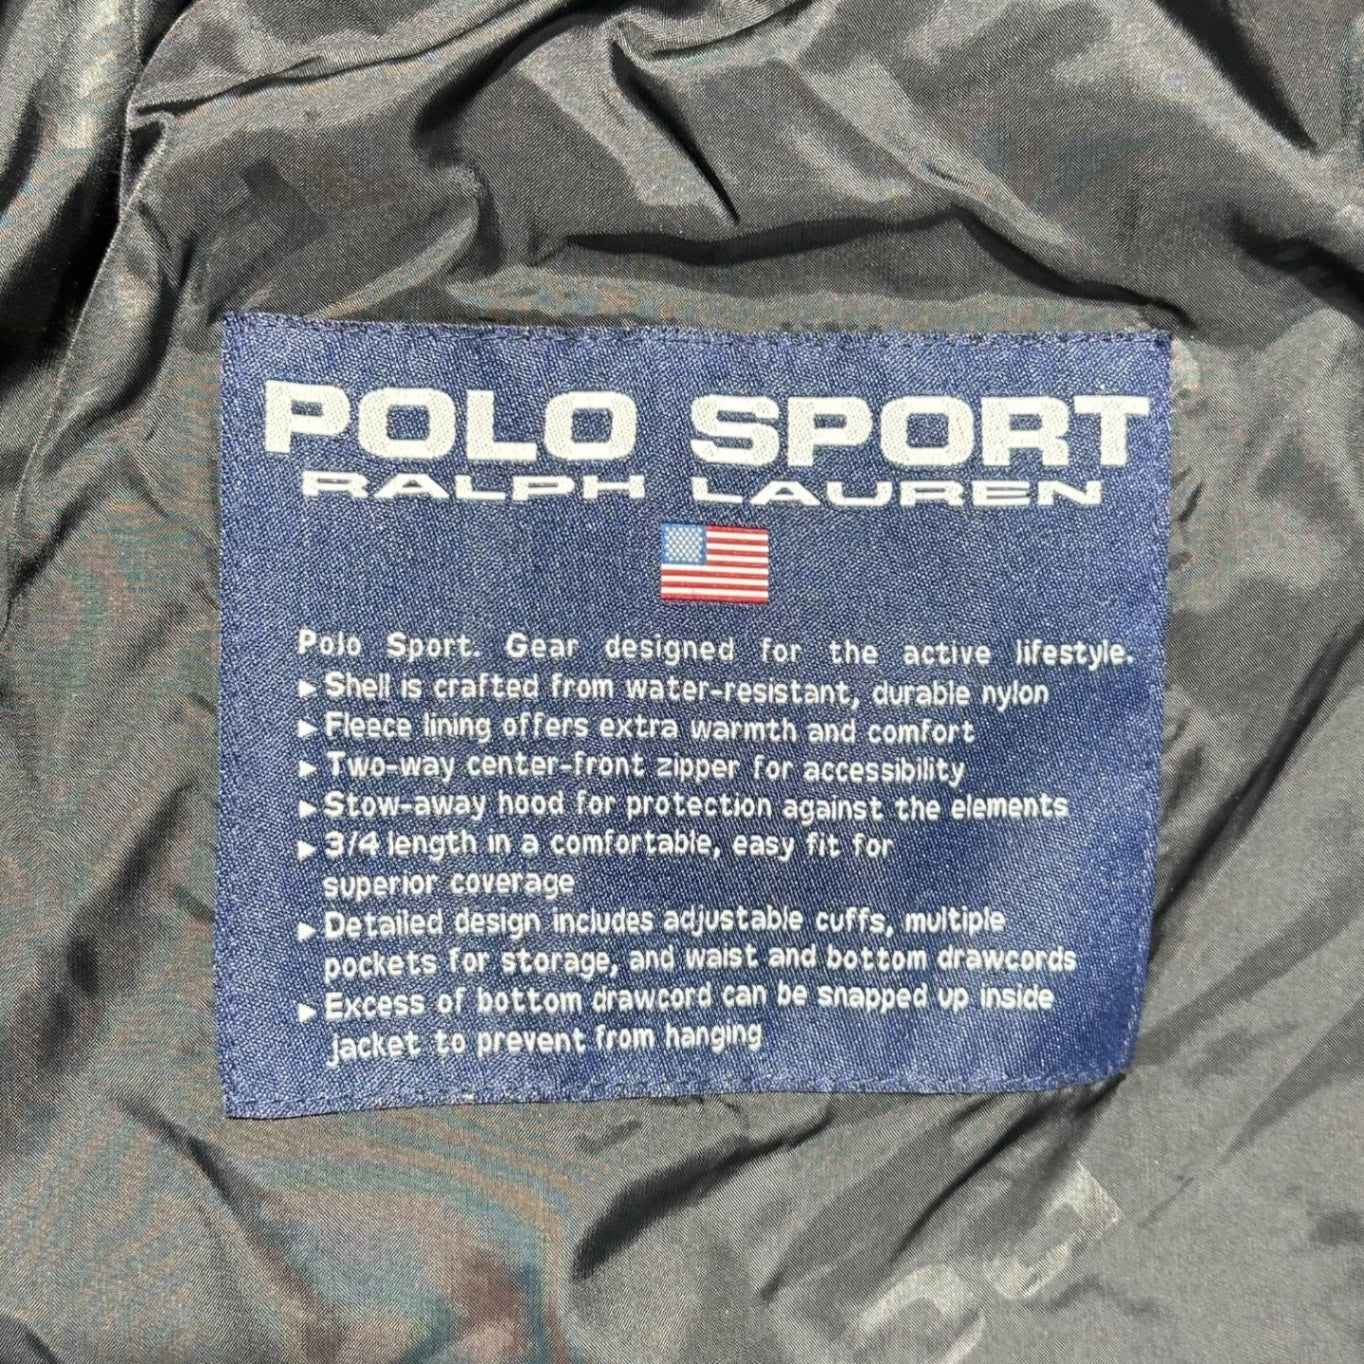 POLO SPORT
RALPH LAUREN
Polo Sport. Gear designed for the active lifestyle.
▶ Shell is crafted from water-resistant, durable nylon
▶ Fleece lining offers extra warmth and comfort
▶ Two-way center-front zipper for accessibility
▶ Stow-away hood for protection against the elements
▶ 3/4 length in a comfortable, easy fit for
superior coverage
▶ Detailed design includes adjustable cuffs, multiple
pockets for storage, and waist and bottom drawcords
▶ Excess of bottom drawcord can be snapped up inside
jacket to prevent from hanging